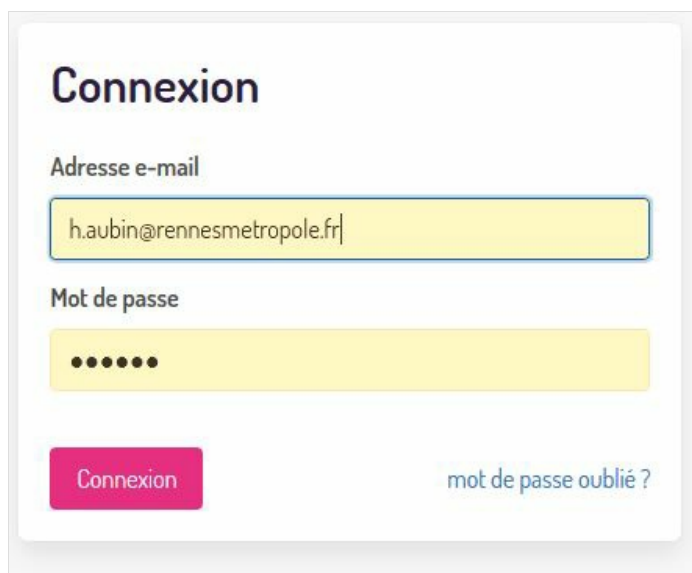 Connexion
Adresse e-mail
h.aubin@rennesmetropole.fr
Mot de passe
••••••
Connexion
mot de passe oublié ?